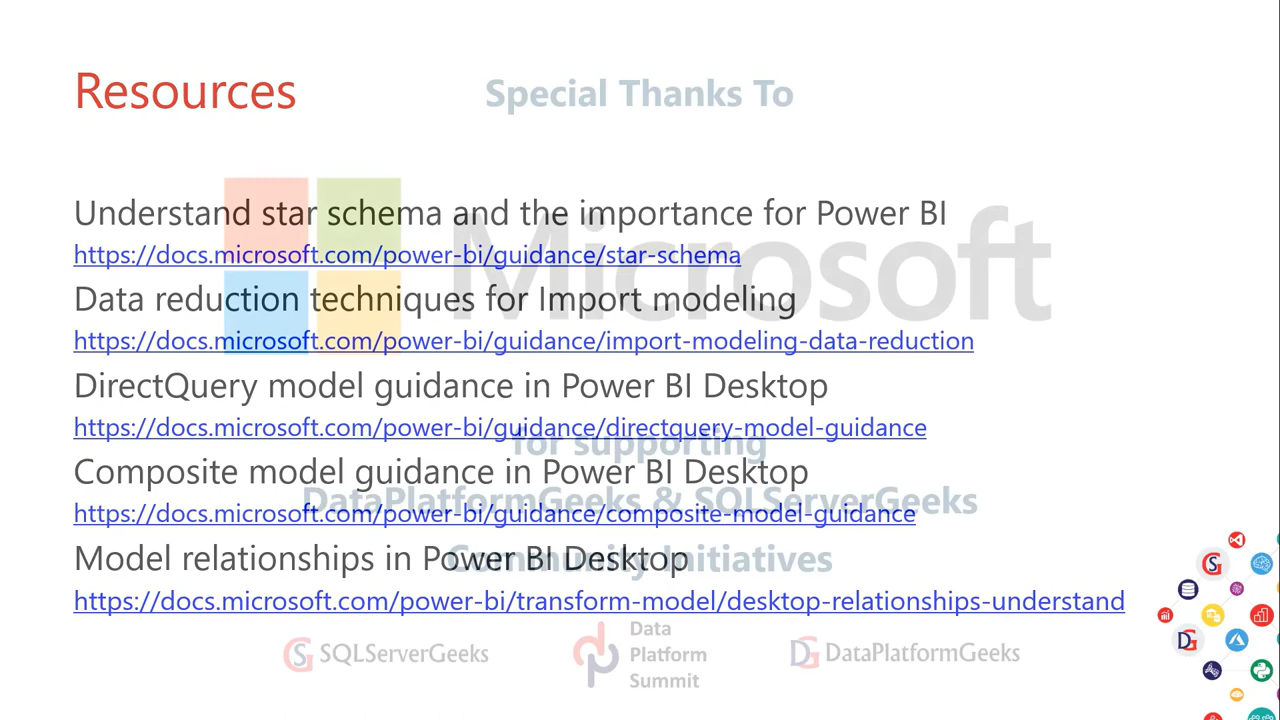 Resources
Special Thanks To
Understand star schema and the importance for Power BI
https://docs.microsoft.com/power-bi/guidance/star-schema
Microsoft
Data reduction techniques for Import modeling
https://docs.microsoft.com/power-bi/guidance/import-modeling-data-reduction
DirectQuery model guidance in Power BI Desktop
https://docs.microsoft.com/power-bi/guidance/directquery-model-guidance
for supporting
Composite model guidance in Power BI Desktop
DataPlatformGeeks & SQLServerGeeks
https://docs.microsoft.com/power-bi/guidance/composite-model-guidance
Model relationships in Power BI Desktop
Community Initiatives
https://docs.microsoft.com/power-bi/transform-model/desktop-relationships-understand
SQLServerGeeks
Data
Platform
Summit
DataPlatformGeeks